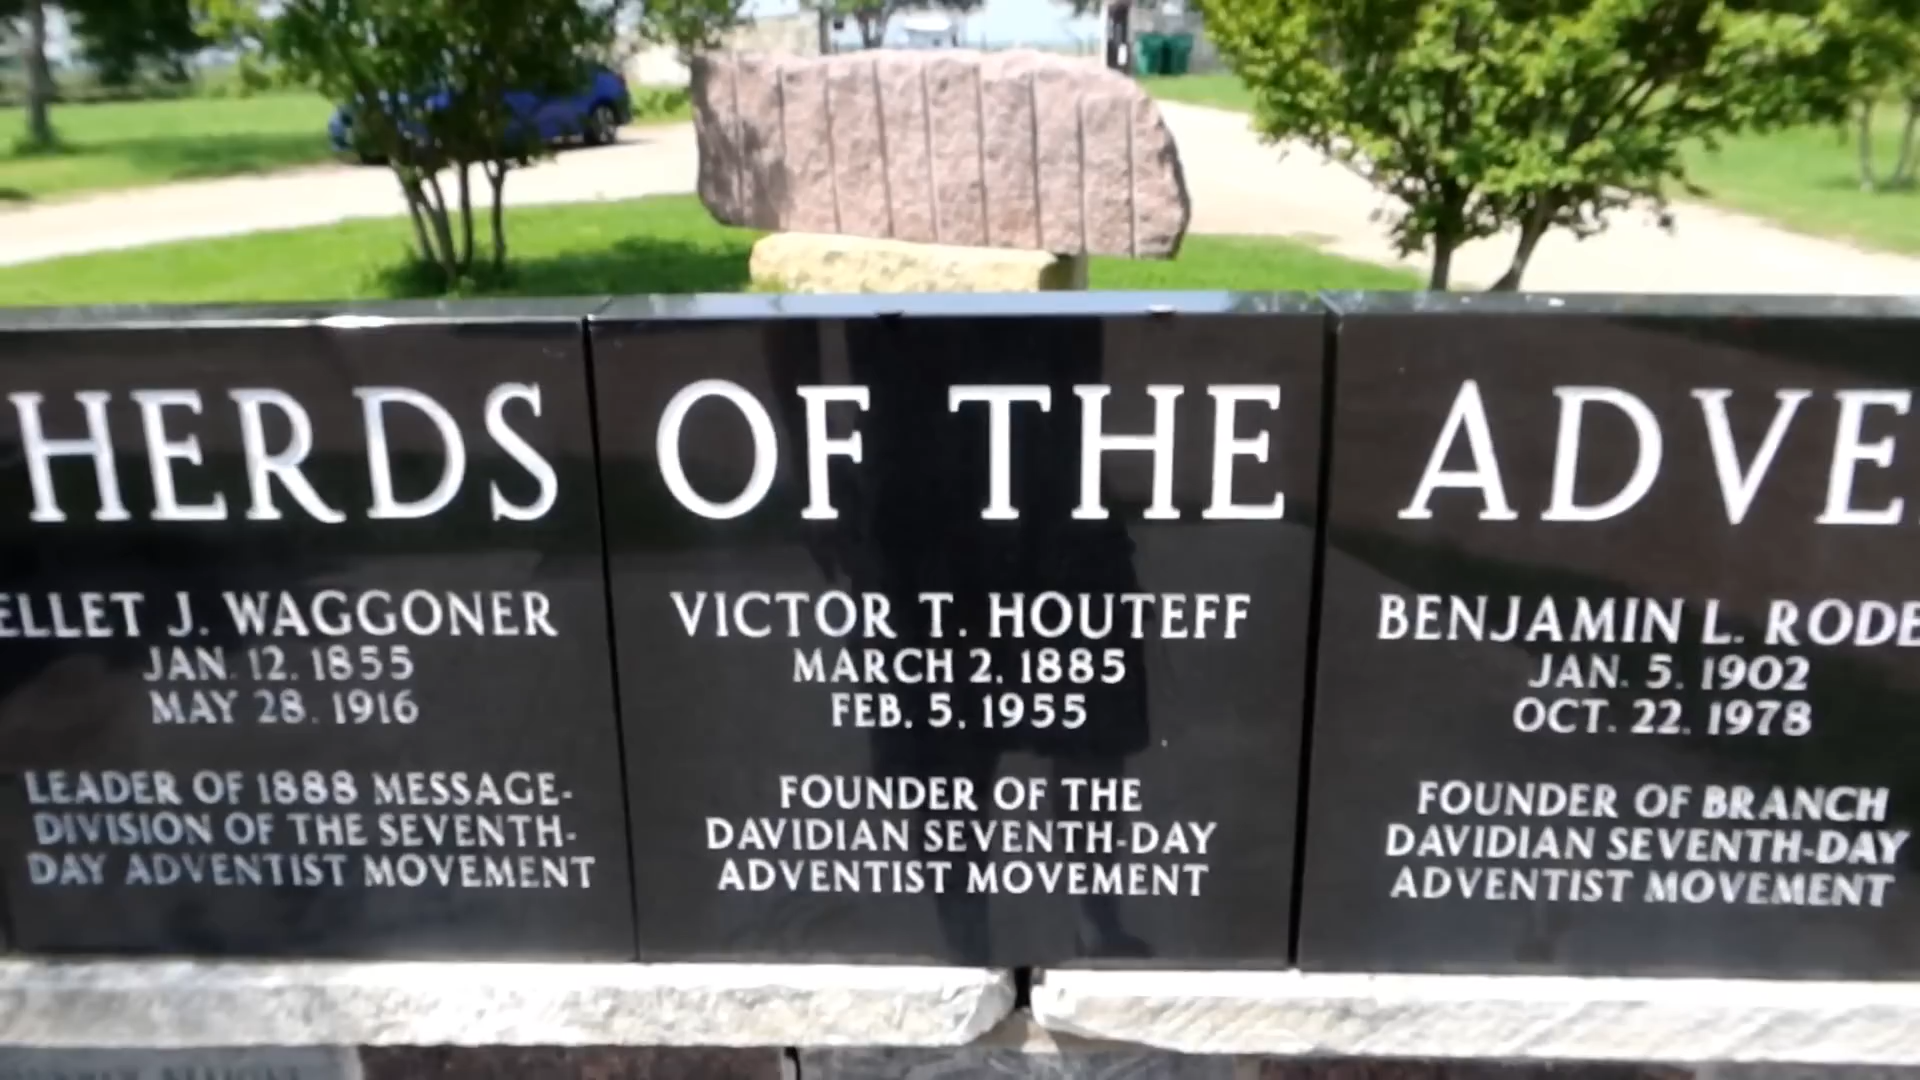 HERDS OF THE ADVE
ELLET J. WAGGONER
JAN. 12. 1855
MAY 28. 1916
LEADER OF 1888 MESSAGE-
DIVISION OF THE SEVENTH-
DAY ADVENTIST MOVEMENT
VICTOR T. HOUTEFF
MARCH 2. 1885
FEB. 5. 1955
FOUNDER OF THE
DAVIDIAN SEVENTH-DAY
ADVENTIST MOVEMENT
BENJAMIN L. RODE
JAN. 5. 1902
OCT. 22. 1978
FOUNDER OF BRANCH
DAVIDIAN SEVENTH-DAY
ADVENTIST MOVEMENT